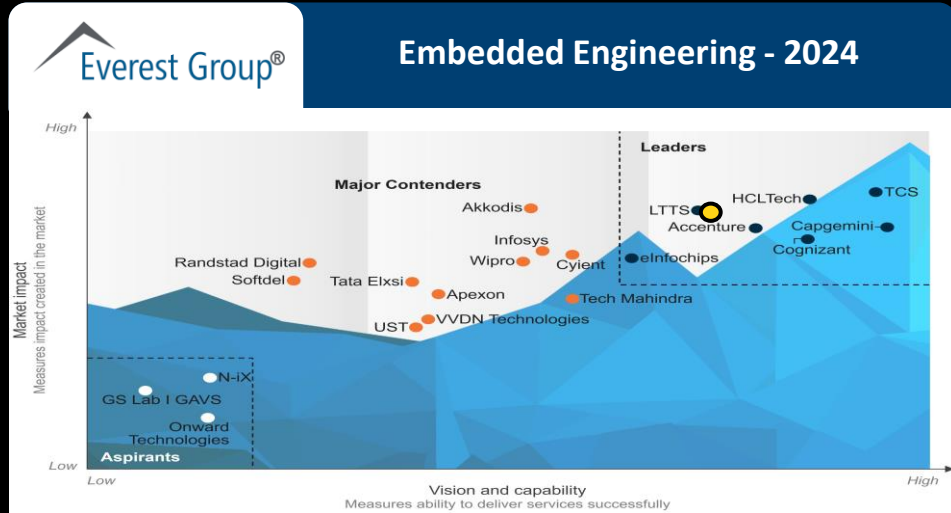 Everest Group®
Embedded Engineering - 2024
High
Leaders
Major Contenders
TCS
HCLTech
Akkodis
LTTS
Accenture
Capgemini
Infosys
Cognizant
Wipro
Cyient
eInfochips
Randstad Digital
Softdel
Tata Elxsi
Apexon
Tech Mahindra
VVDN Technologies
UST
N-iX
GS Lab I GAVS
Onward
Technologies
Aspirants
Market impact
Measures impact created in the market
Low
Low
High
Vision and capability
Measures ability to deliver services successfully